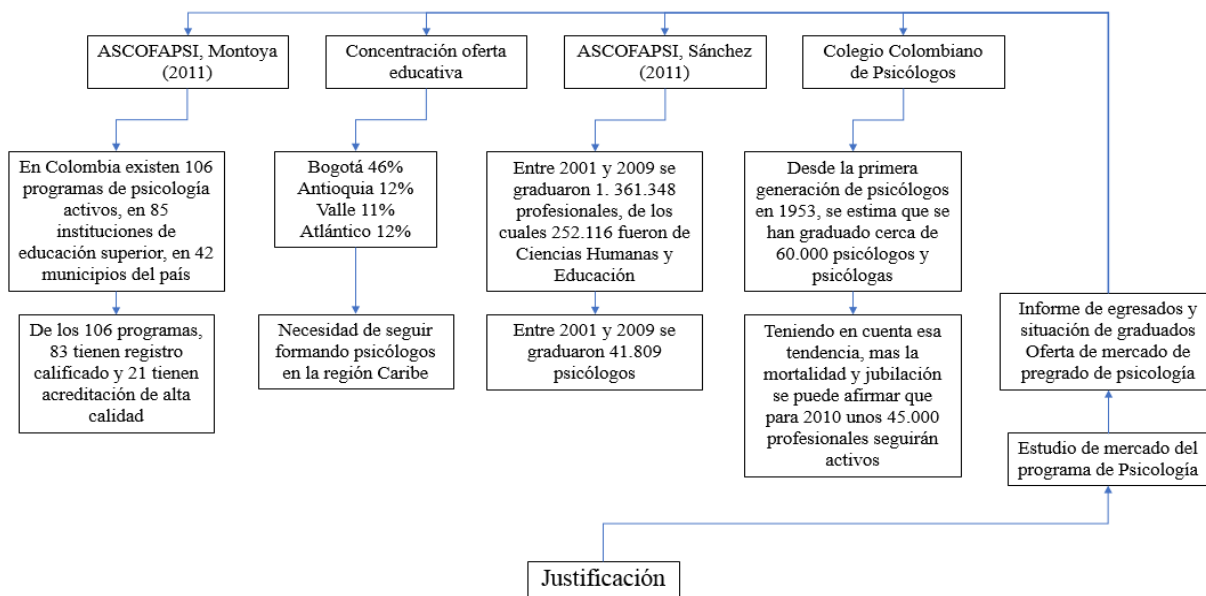 ASCOFAPSI, Montoya
(2011)
Concentración oferta
educativa
ASCOFAPSI, Sánchez
(2011)
Colegio Colombiano
de Psicólogos
En Colombia existen 106
programas de psicología
activos, en 85
instituciones de
educación superior, en 42
municipios del país
Bogotá 46%
Antioquia 12%
Valle 11%
Atlántico 12%
Entre 2001 y 2009 se
graduaron 1. 361.348
profesionales, de los
cuales 252.116 fueron de
Ciencias Humanas y
Educación
Desde la primera
generación de psicólogos
en 1953, se estima que se
han graduado cerca de
60.000 psicólogos y
psicólogas
De los 106 programas,
83 tienen registro
calificado y 21 tienen
acreditación de alta
calidad
Necesidad de seguir
formando psicólogos
en la región Caribe
Entre 2001 y 2009 se
graduaron 41.809
psicólogos
Teniendo en cuenta esa
tendencia, mas la
mortalidad y jubilación
se puede afirmar que
para 2010 unos 45.000
profesionales seguirán
activos
Informe de egresados y
situación de graduados
Oferta de mercado de
pregrado de psicología
Estudio de mercado del
programa de Psicología
Justificación